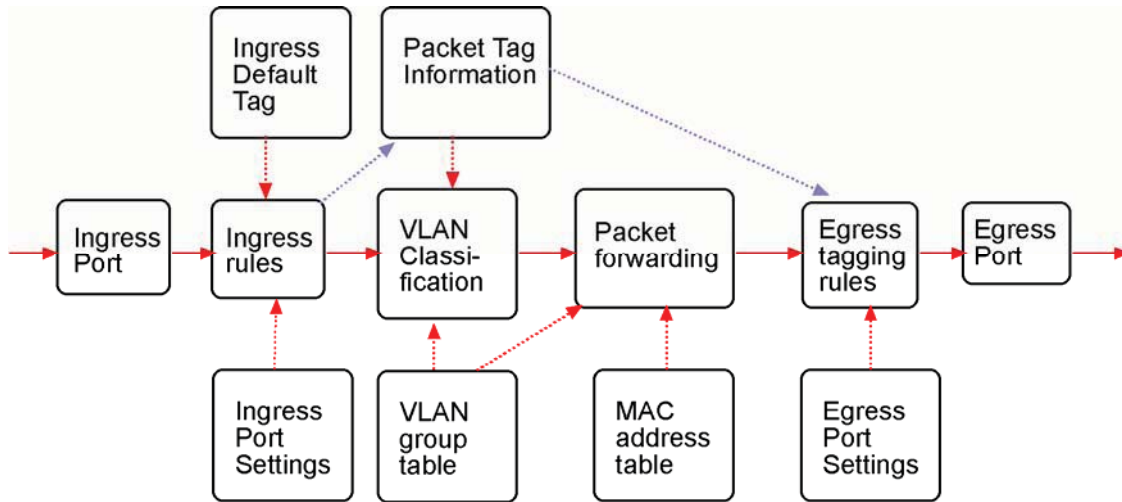 Ingress
Default
Tag
Packet Tag
Information
Ingress
Port
Ingress
rules
VLAN
Classifi-
fication
Packet
forwarding
Egress
tagging
rules
Egress
Port
Ingress
Port
Settings
VLAN
group
table
MAC
address
table
Egress
Port
Settings